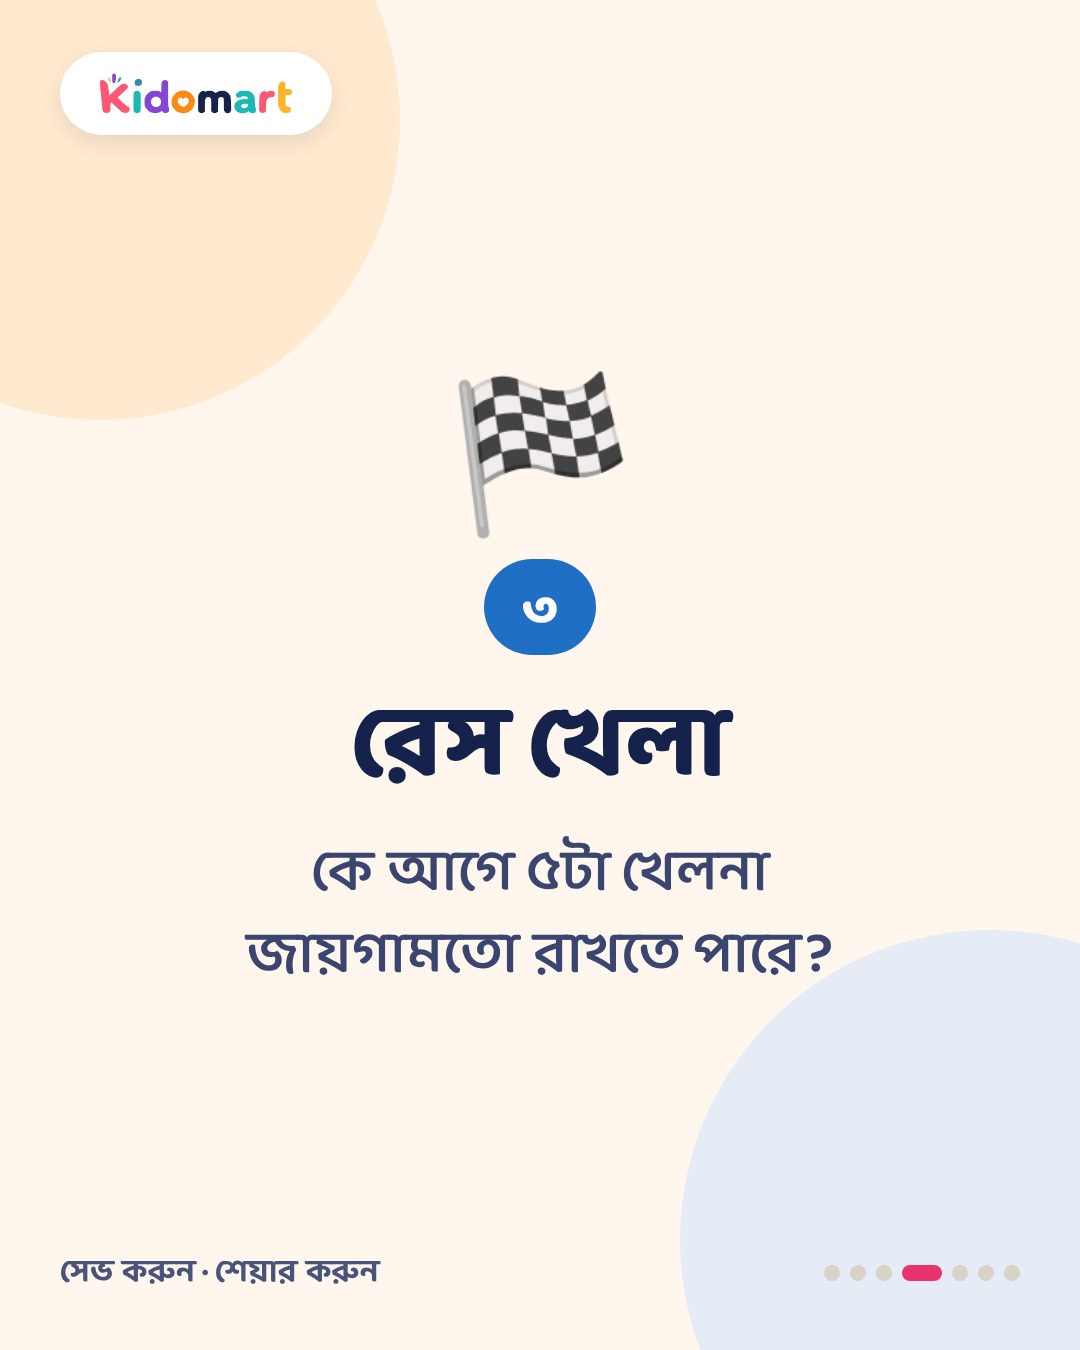 Kidomart
৩
রেস খেলা
কে আগে ৫টা খেলনা
জায়গামতো রাখতে পারে?
সেভ করুন · শেয়ার করুন